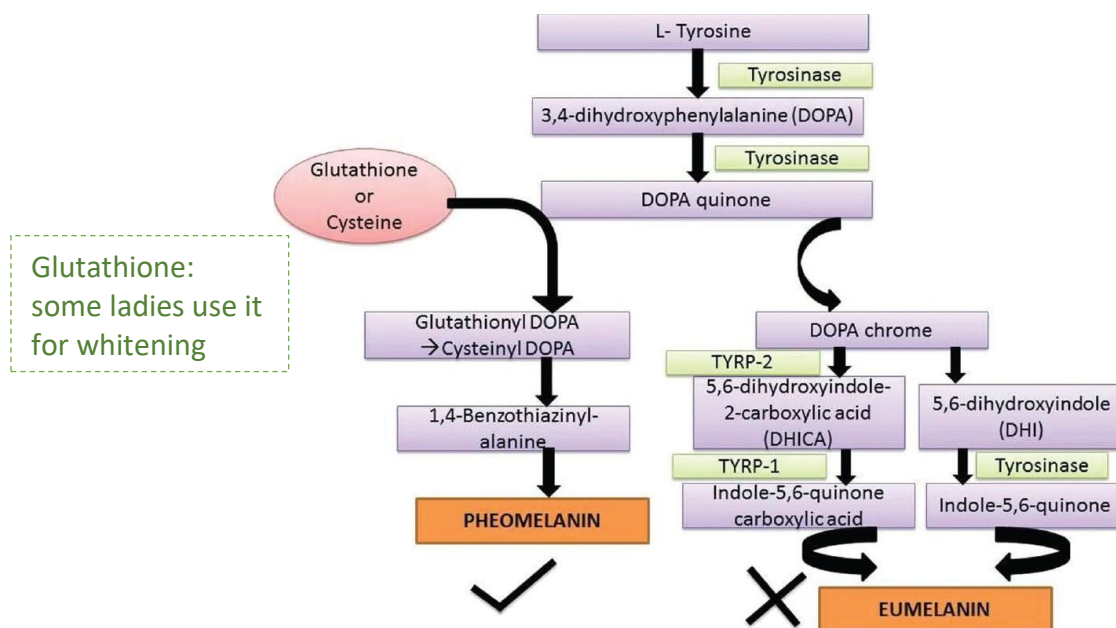 L- Tyrosine
Tyrosinase
3,4-dihydroxyphenylalanine (DOPA)
Tyrosinase
DOPA quinone
Glutathione
or
Cysteine
Glutathione:
some ladies use it
for whitening
Glutathionyl DOPA
→Cysteinyl DOPA
1,4-Benzothiazinyl-
alanine
PHEOMELANIN
DOPA chrome
TYRP-2
5,6-dihydroxyindole-
2-carboxylic acid
(DHICA)
TYRP-1
Indole-5,6-quinone
carboxylic acid
5,6-dihydroxyindole
(DHI)
Tyrosinase
Indole-5,6-quinone
EUMELANIN